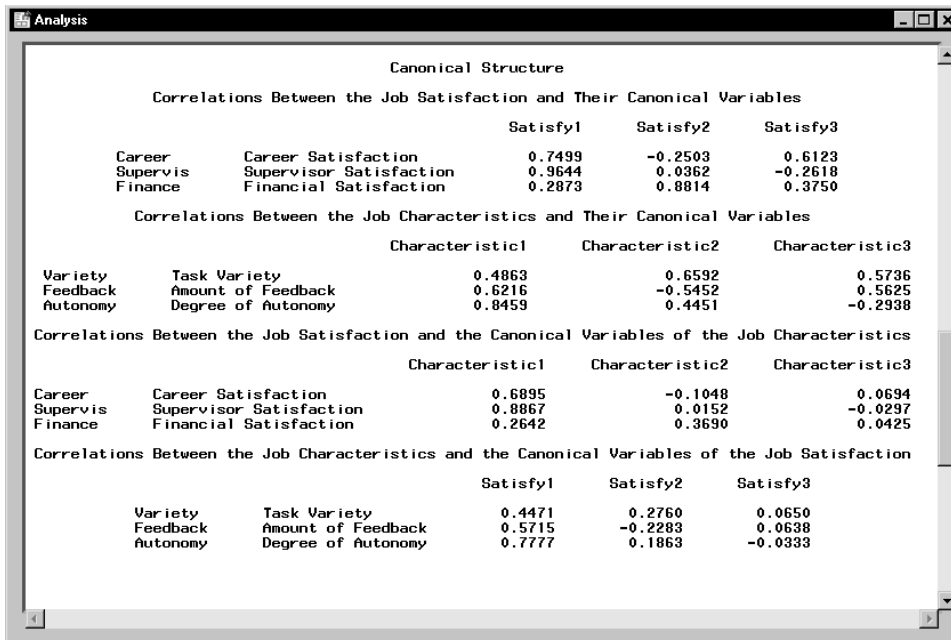 Analysis
Canonical Structure
Correlations Between the Job Satisfaction and Their Canonical Variables
Satisfy1 Satisfy2 Satisfy3
Career Career Satisfaction 0.7499 -0.2503 0.6123
Supervis Supervisor Satisfaction 0.9644 0.0362 -0.2618
Finance Financial Satisfaction 0.2873 0.8814 0.3750
Correlations Between the Job Characteristics and Their Canonical Variables
Characteristic1 Characteristic2 Characteristic3
Variety Task Variety 0.4863 0.6592 0.5736
Feedback Amount of Feedback 0.6216 -0.5452 0.5625
Autonomy Degree of Autonomy 0.8459 0.4451 -0.2938
Correlations Between the Job Satisfaction and the Canonical Variables of the Job Characteristics
Characteristic1 Characteristic2 Characteristic3
Career Career Satisfaction 0.6895 -0.1048 0.0694
Supervis Supervisor Satisfaction 0.8867 0.0152 -0.0297
Finance Financial Satisfaction 0.2642 0.3690 0.0425
Correlations Between the Job Characteristics and the Canonical Variables of the Job Satisfaction
Satisfy1 Satisfy2 Satisfy3
Variety Task Variety 0.4471 0.2760 0.0650
Feedback Amount of Feedback 0.5715 -0.2283 0.0638
Autonomy Degree of Autonomy 0.7777 0.1863 -0.0333